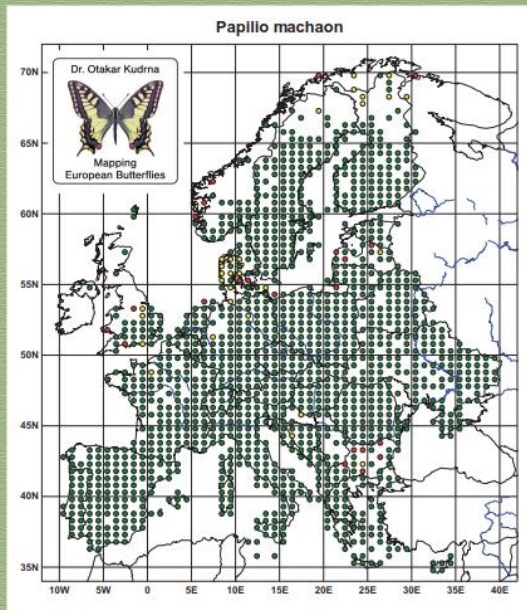 Papilio machaon
Dr. Otakar Kudrna
Mapping
European Butterflies
70N
65N
60N
55N
50N
45N
40N
35N
10W 5W 0 5E 10E 15E 20E 25E 30E 35E 40E